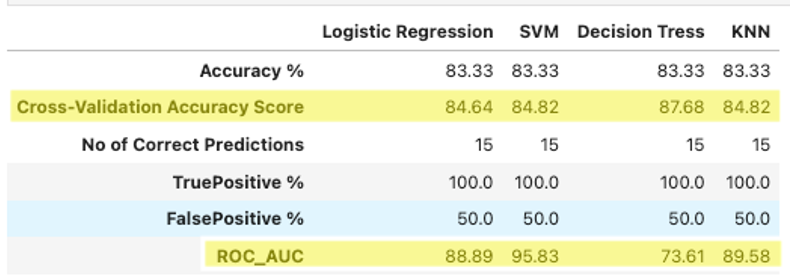 Logistic Regression SVM Decision Tress KNN
Accuracy % 83.33 83.33 83.33 83.33
Cross-Validation Accuracy Score 84.64 84.82 87.68 84.82
No of Correct Predictions 15 15 15 15
TruePositive % 100.0 100.0 100.0 100.0
FalsePositive % 50.0 50.0 50.0 50.0
ROC_AUC 88.89 95.83 73.61 89.58